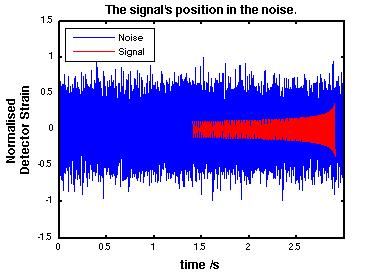 The signal's position in the noise.
Noise
Signal
Normalised
Detector Strain
1.5
1
0.5
0
-0.5
-1
-1.5
0
0.5
1
1.5
2
2.5
time /s